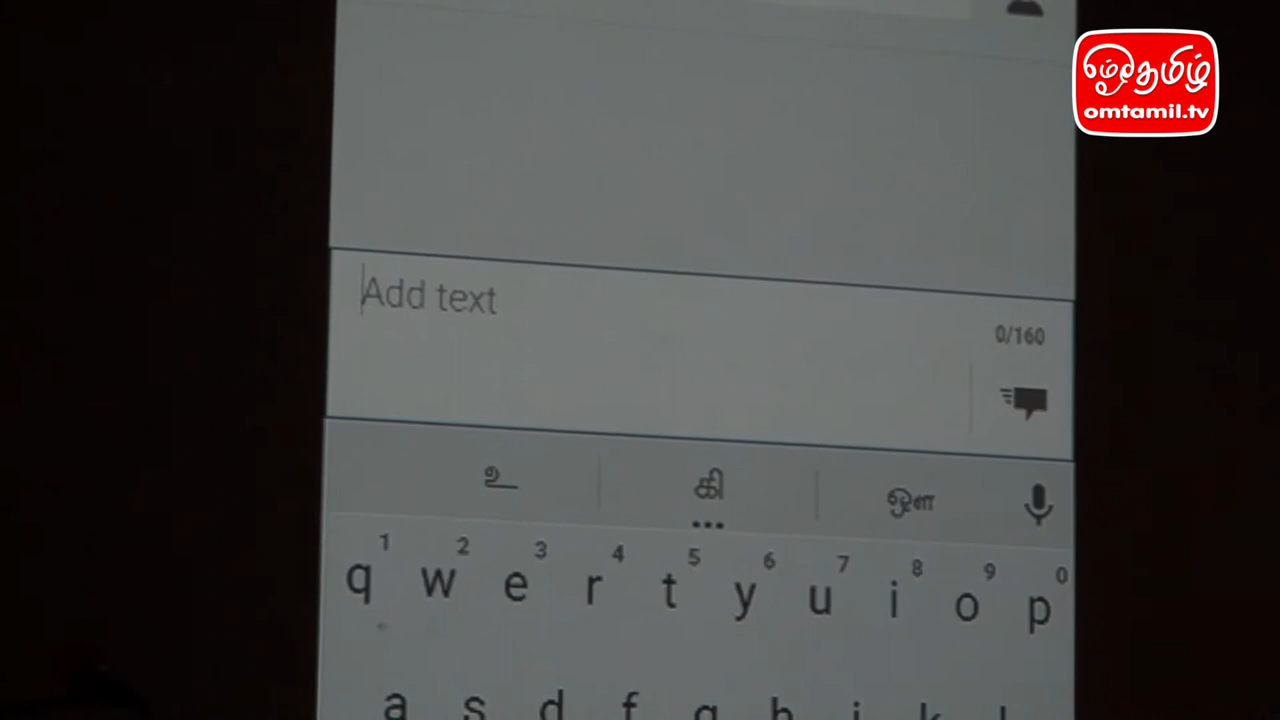 ஓம்தமிழ்
omtamil.tv
Add text
0/160
உ கி ஔ
1 2 3 4 5 6 7 8 9 0
q w e r t y u i o p
a s d f g h j k l